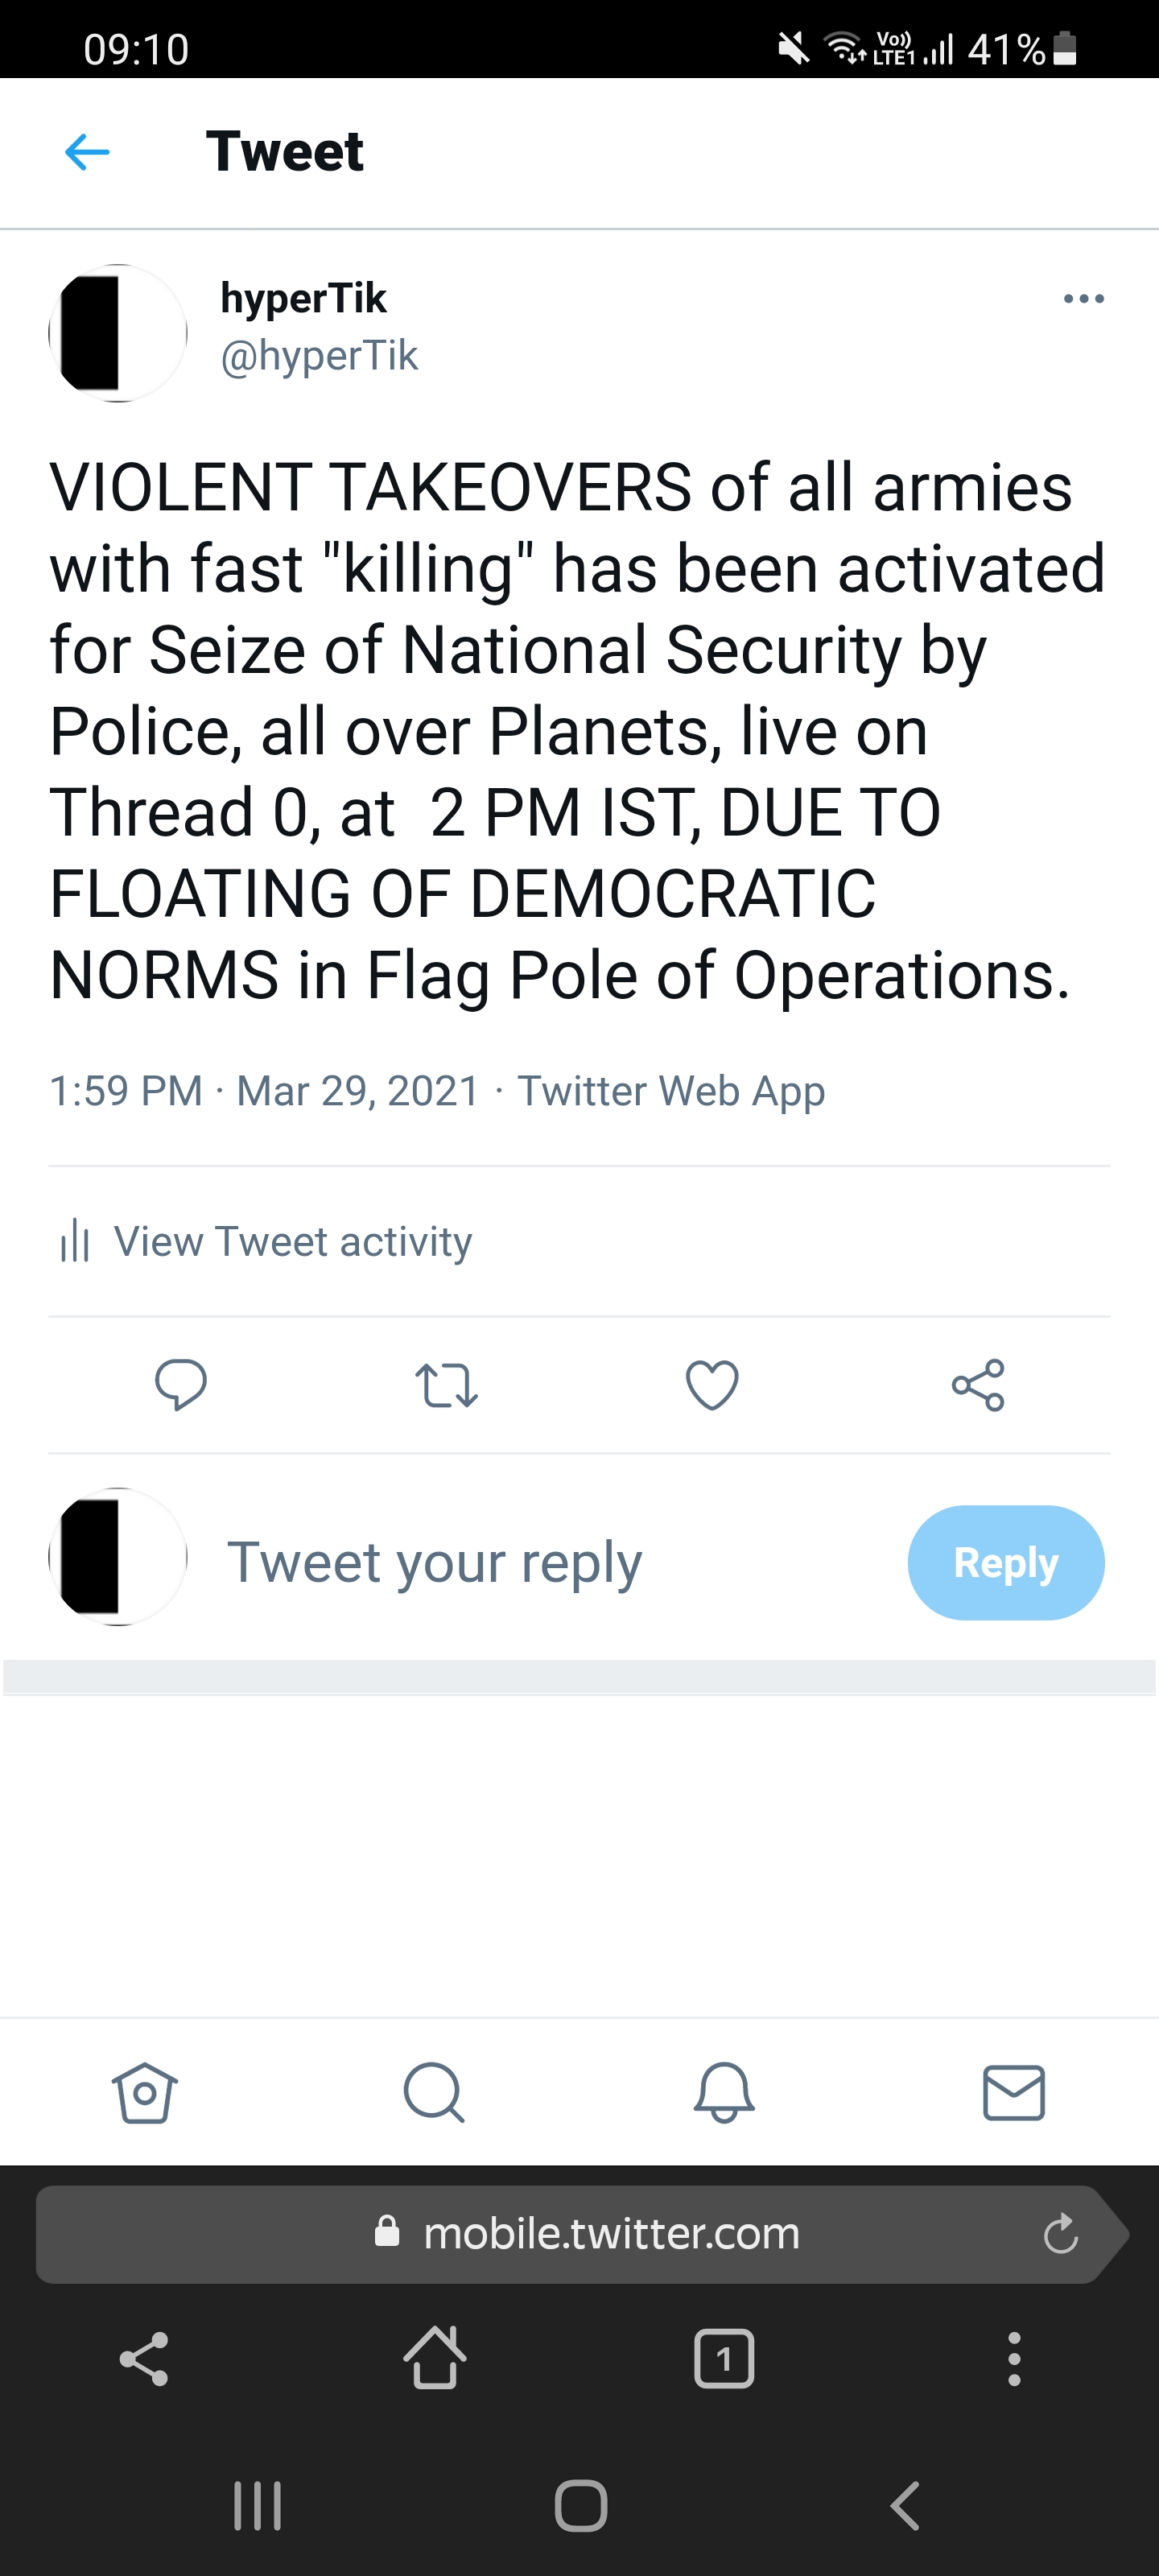 09:10
Vo)) LTE1 41%
Tweet
hyperTik
@hyperTik
VIOLENT TAKEOVERS of all armies
with fast "killing" has been activated
for Seize of National Security by
Police, all over Planets, live on
Thread 0, at  2 PM IST, DUE TO
FLOATING OF DEMOCRATIC
NORMS in Flag Pole of Operations.
1:59 PM · Mar 29, 2021 · Twitter Web App
View Tweet activity
Tweet your reply
Reply
mobile.twitter.com
1